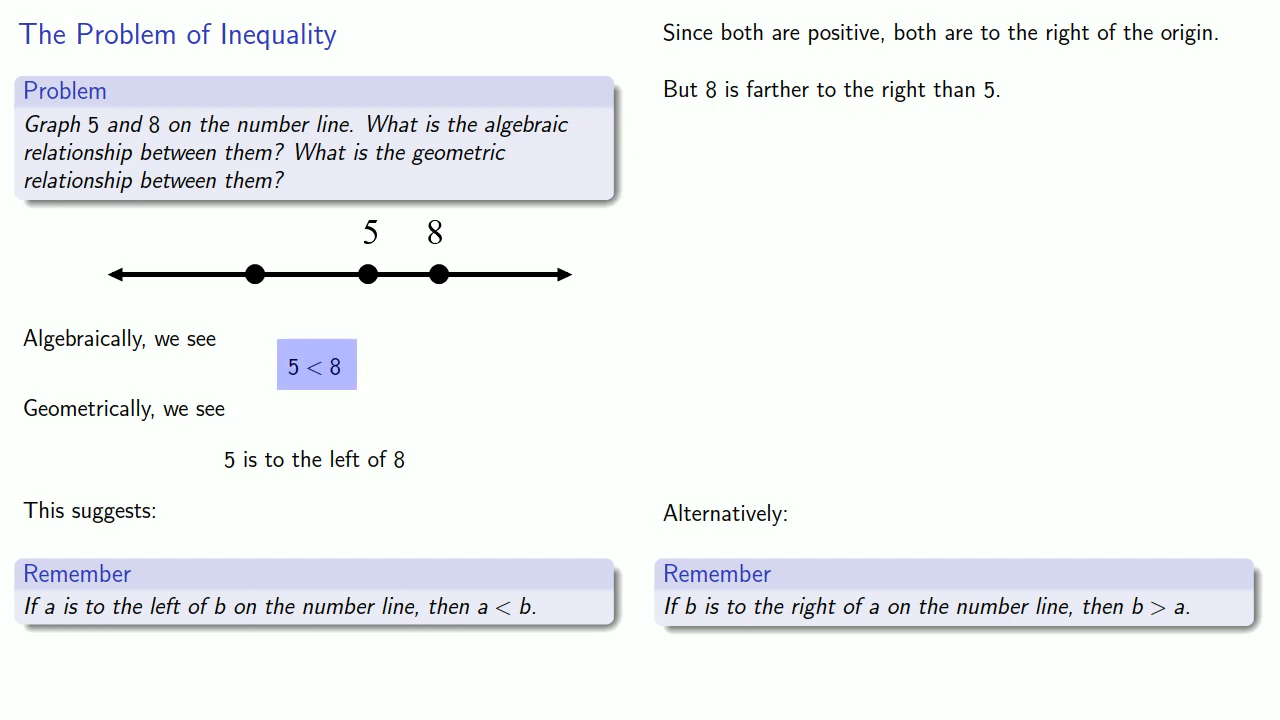 The Problem of Inequality
Problem
Graph 5 and 8 on the number line. What is the algebraic
relationship between them? What is the geometric
relationship between them?
5 8
Algebraically, we see
5 < 8
Geometrically, we see
5 is to the left of 8
This suggests:
Remember
If a is to the left of b on the number line, then a < b.
Since both are positive, both are to the right of the origin.
But 8 is farther to the right than 5.
Alternatively:
Remember
If b is to the right of a on the number line, then b > a.